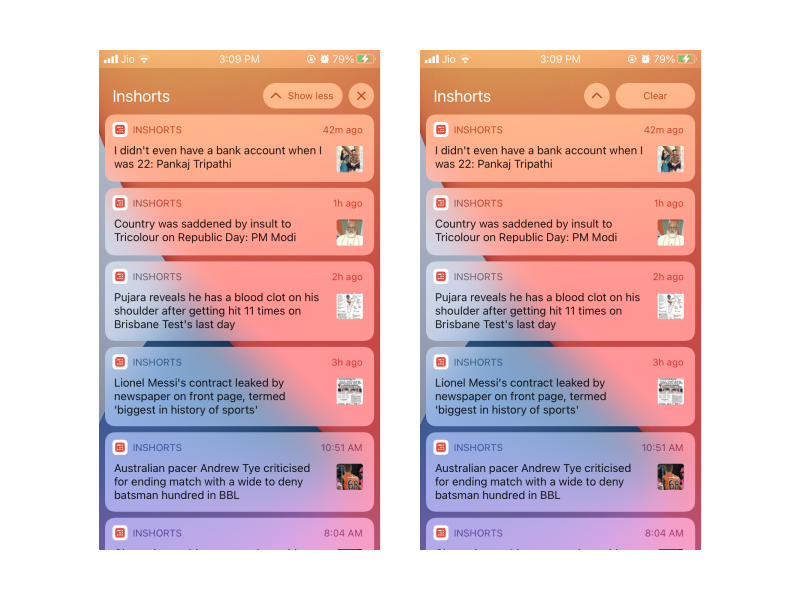 Jio 3:09 PM 79%
Inshorts Show less
INSHORTS 42m ago
I didn't even have a bank account when I
was 22: Pankaj Tripathi
INSHORTS 1h ago
Country was saddened by insult to
Tricolour on Republic Day: PM Modi
INSHORTS 2h ago
Pujara reveals he has a blood clot on his
shoulder after getting hit 11 times on
Brisbane Test's last day
INSHORTS 3h ago
Lionel Messi's contract leaked by
newspaper on front page, termed
'biggest in history of sports'
INSHORTS 10:51 AM
Australian pacer Andrew Tye criticised
for ending match with a wide to deny
batsman hundred in BBL
INSHORTS 8:04 AM
Jio 3:09 PM 79%
Inshorts Clear
INSHORTS 42m ago
I didn't even have a bank account when I
was 22: Pankaj Tripathi
INSHORTS 1h ago
Country was saddened by insult to
Tricolour on Republic Day: PM Modi
INSHORTS 2h ago
Pujara reveals he has a blood clot on his
shoulder after getting hit 11 times on
Brisbane Test's last day
INSHORTS 3h ago
Lionel Messi's contract leaked by
newspaper on front page, termed
'biggest in history of sports'
INSHORTS 10:51 AM
Australian pacer Andrew Tye criticised
for ending match with a wide to deny
batsman hundred in BBL
INSHORTS 8:04 AM